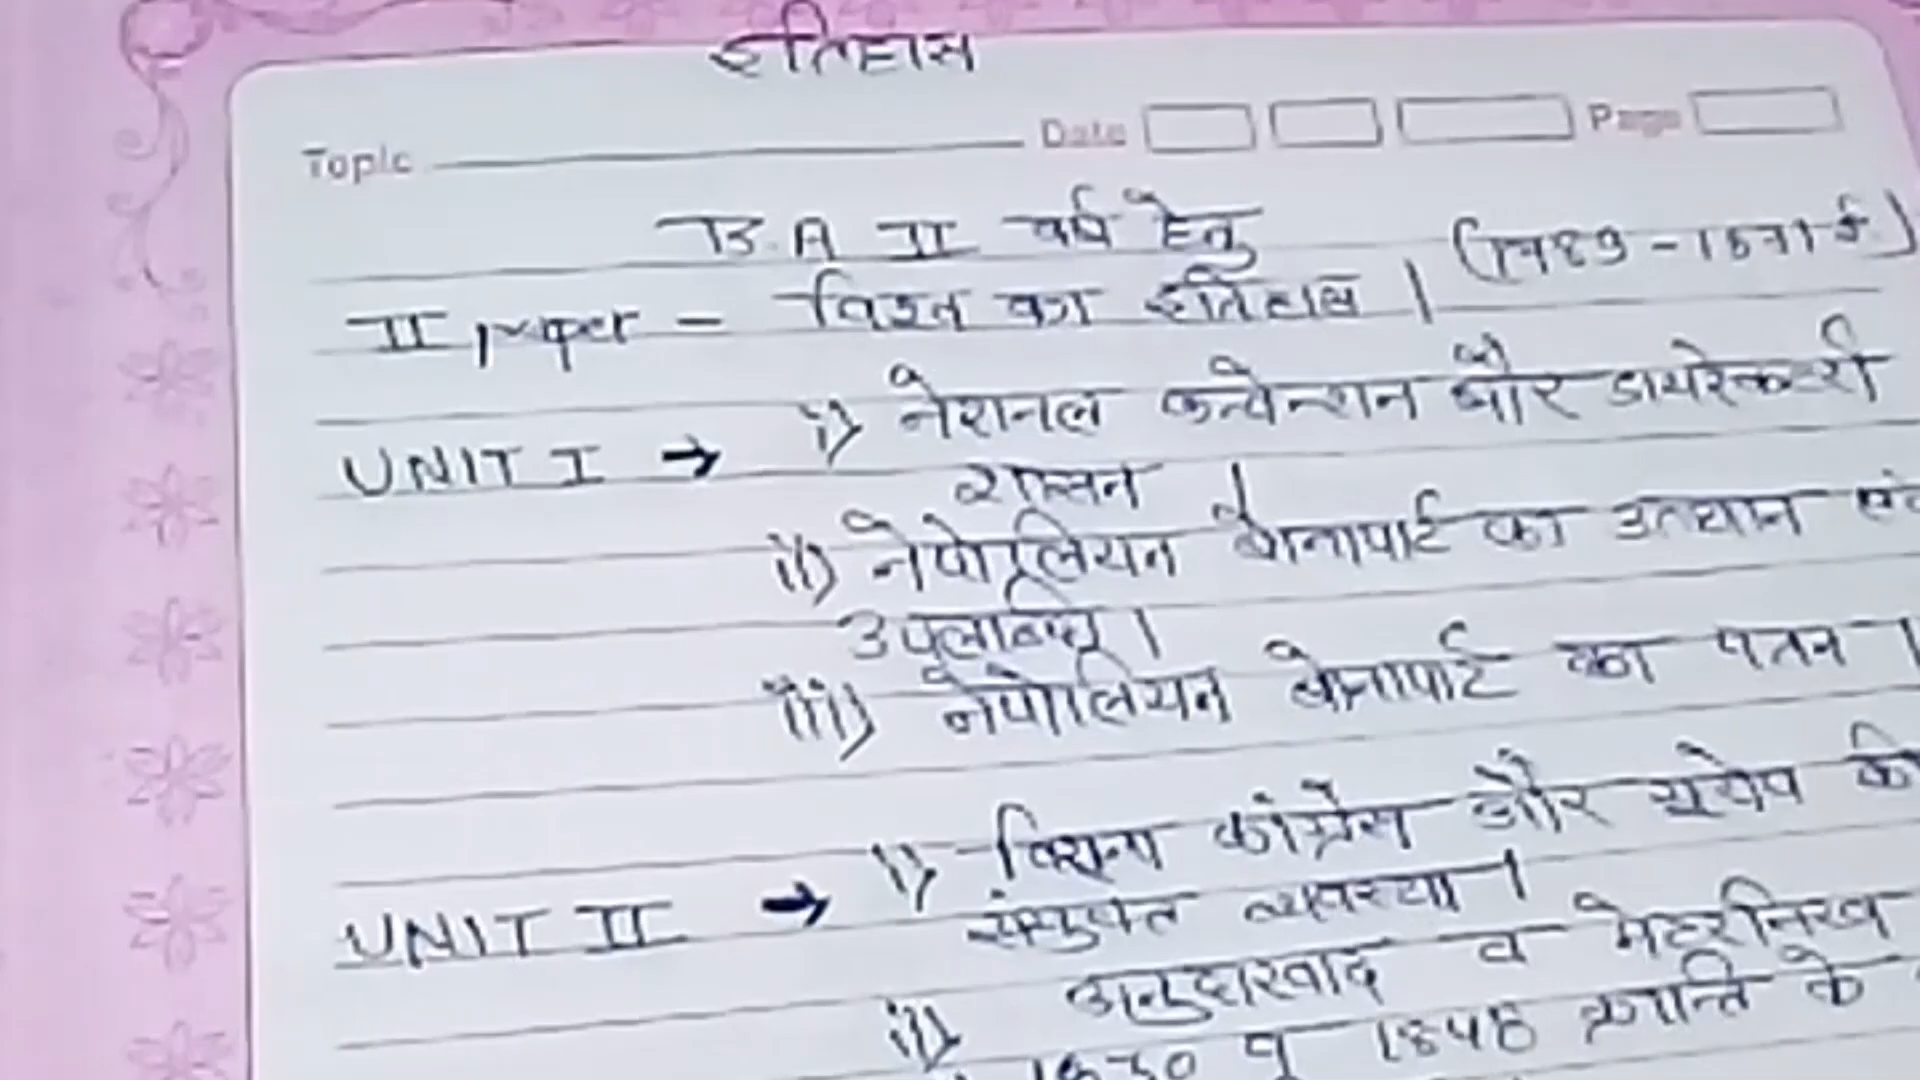 इतिहास
Topic Date Page
B.A II वर्ष हेतु
(1789-1871 ई.)
II paper - विश्व का इतिहास।
UNIT I → i) नेशनल कन्वेन्शन और डायरेक्टरी
शासन।
ii) नेपोलियन बोनापार्ट का उत्थान एवं
उपलब्धि।
iii) नेपोलियन बोनापार्ट का पतन।
UNIT II → i) वियना कांग्रेस और यूरोप की
संयुक्त व्यवस्था।
ii) अनुदारवाद व मेटरनिख
1830 व 1848 क्रान्ति के